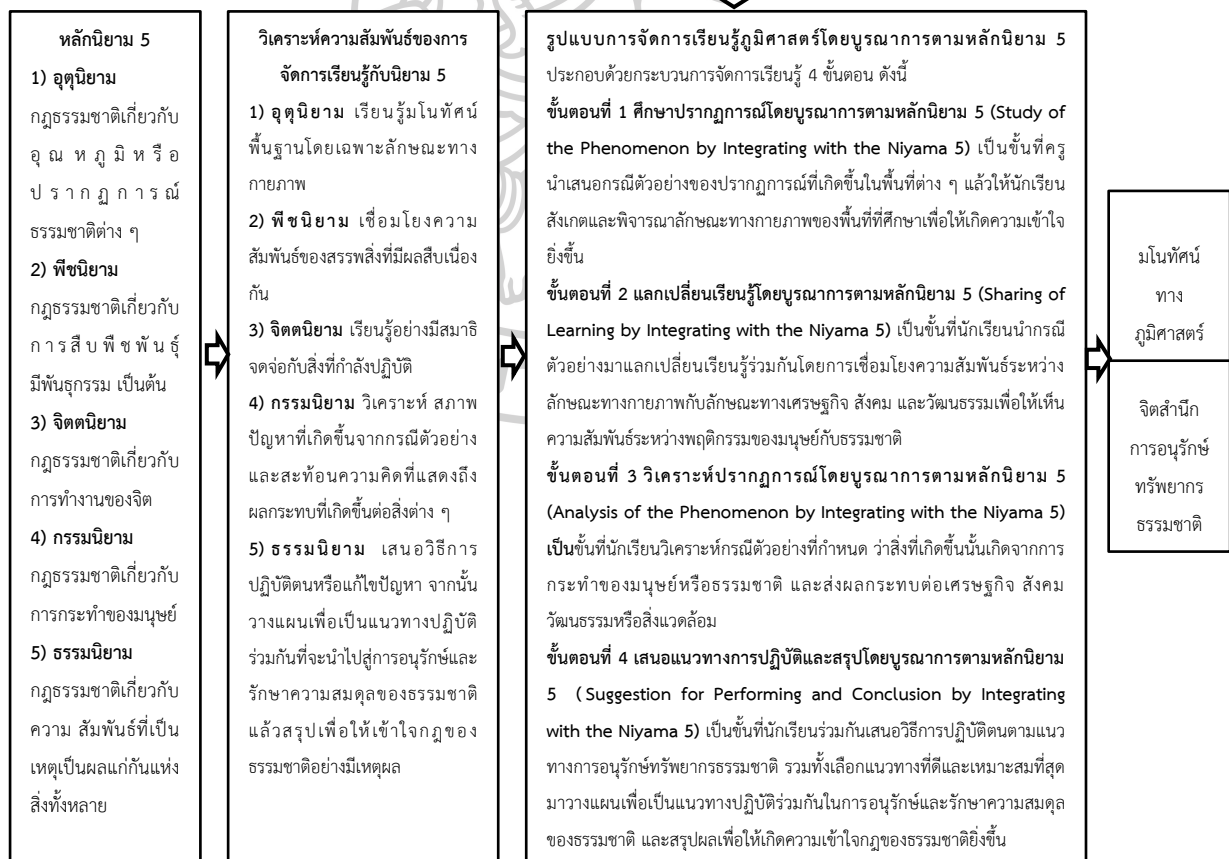 หลักนิยาม 5
1) อุตุนิยาม
กฎธรรมชาติเกี่ยวกับ
อุณหภูมิหรือ
ปรากฏการณ์
ธรรมชาติต่าง ๆ
2) พืชนิยาม
กฎธรรมชาติเกี่ยวกับ
การสืบพืชพันธุ์
มีพันธุกรรม เป็นต้น
3) จิตตนิยาม
กฎธรรมชาติเกี่ยวกับ
การทำงานของจิต
4) กรรมนิยาม
กฎธรรมชาติเกี่ยวกับ
การกระทำของมนุษย์
5) ธรรมนิยาม
กฎธรรมชาติเกี่ยวกับ
ความ สัมพันธ์ที่เป็น
เหตุเป็นผลแก่กันแห่ง
สิ่งทั้งหลาย
วิเคราะห์ความสัมพันธ์ของการ
จัดการเรียนรู้กับนิยาม 5
1) อุตุนิยาม เรียนรู้มโนทัศน์
พื้นฐานโดยเฉพาะลักษณะทาง
กายภาพ
2) พืชนิยาม เชื่อมโยงความ
สัมพันธ์ของสรรพสิ่งที่มีผลสืบเนื่อง
กัน
3) จิตตนิยาม เรียนรู้อย่างมีสมาธิ
จดจ่อกับสิ่งที่กำลังปฏิบัติ
4) กรรมนิยาม วิเคราะห์ สภาพ
ปัญหาที่เกิดขึ้นจากกรณีตัวอย่าง
และสะท้อนความคิดที่แสดงถึง
ผลกระทบที่เกิดขึ้นต่อสิ่งต่าง ๆ
5) ธรรมนิยาม เสนอวิธีการ
ปฏิบัติตนหรือแก้ไขปัญหา จากนั้น
วางแผนเพื่อเป็นแนวทางปฏิบัติ
ร่วมกันที่จะนำไปสู่การอนุรักษ์และ
รักษาความสมดุลของธรรมชาติ
แล้วสรุปเพื่อให้เข้าใจกฎของ
ธรรมชาติอย่างมีเหตุผล
รูปแบบการจัดการเรียนรู้ภูมิศาสตร์โดยบูรณาการตามหลักนิยาม 5
ประกอบด้วยกระบวนการจัดการเรียนรู้ 4 ขั้นตอน ดังนี้
ขั้นตอนที่ 1 ศึกษาปรากฏการณ์โดยบูรณาการตามหลักนิยาม 5 (Study of
the Phenomenon by Integrating with the Niyama 5) เป็นขั้นที่ครู
นำเสนอกรณีตัวอย่างของปรากฏการณ์ที่เกิดขึ้นในพื้นที่ต่าง ๆ แล้วให้นักเรียน
สังเกตและพิจารณาลักษณะทางกายภาพของพื้นที่ที่ศึกษาเพื่อให้เกิดความเข้าใจ
ยิ่งขึ้น
ขั้นตอนที่ 2 แลกเปลี่ยนเรียนรู้โดยบูรณาการตามหลักนิยาม 5 (Sharing of
Learning by Integrating with the Niyama 5) เป็นขั้นที่นักเรียนนำกรณี
ตัวอย่างมาแลกเปลี่ยนเรียนรู้ร่วมกันโดยการเชื่อมโยงความสัมพันธ์ระหว่าง
ลักษณะทางกายภาพกับลักษณะทางเศรษฐกิจ สังคม และวัฒนธรรมเพื่อให้เห็น
ความสัมพันธ์ระหว่างพฤติกรรมของมนุษย์กับธรรมชาติ
ขั้นตอนที่ 3 วิเคราะห์ปรากฏการณ์โดยบูรณาการตามหลักนิยาม 5
(Analysis of the Phenomenon by Integrating with the Niyama 5)
เป็นขั้นที่นักเรียนวิเคราะห์กรณีตัวอย่างที่กำหนด ว่าสิ่งที่เกิดขึ้นนั้นเกิดจากการ
กระทำของมนุษย์หรือธรรมชาติ และส่งผลกระทบต่อเศรษฐกิจ สังคม
วัฒนธรรมหรือสิ่งแวดล้อม
ขั้นตอนที่ 4 เสนอแนวทางการปฏิบัติและสรุปโดยบูรณาการตามหลักนิยาม
5 (Suggestion for Performing and Conclusion by Integrating
with the Niyama 5) เป็นขั้นที่นักเรียนร่วมกันเสนอวิธีการปฏิบัติตนตามแนว
ทางการอนุรักษ์ทรัพยากรธรรมชาติ รวมทั้งเลือกแนวทางที่ดีและเหมาะสมที่สุด
มาวางแผนเพื่อเป็นแนวทางปฏิบัติร่วมกันในการอนุรักษ์และรักษาความสมดุล
ของธรรมชาติ และสรุปผลเพื่อให้เกิดความเข้าใจกฎของธรรมชาติยิ่งขึ้น
มโนทัศน์
ทาง
ภูมิศาสตร์
จิตสำนึก
การอนุรักษ์
ทรัพยากร
ธรรมชาติ